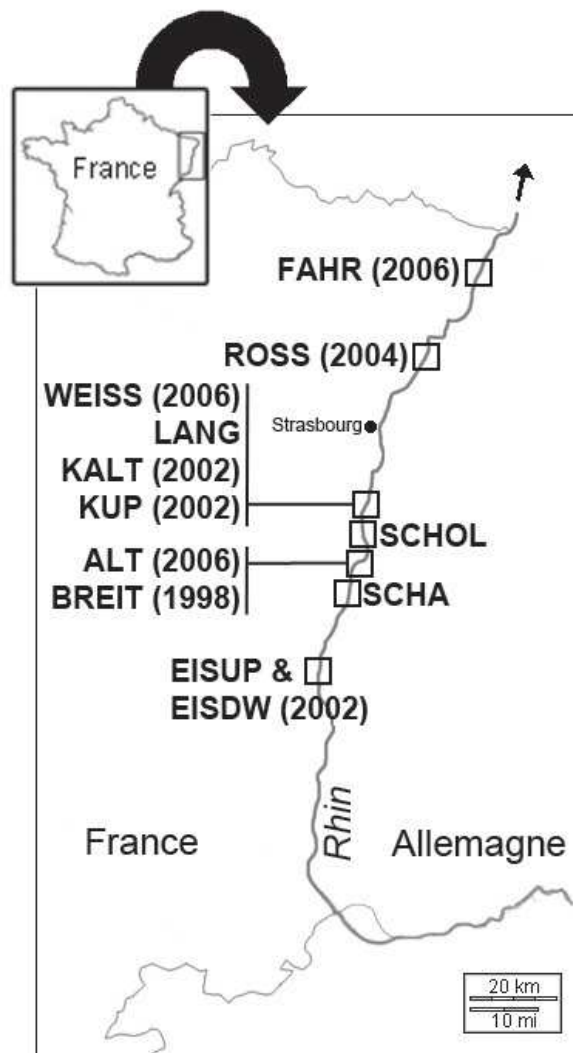 France
FAHR (2006)
ROSS (2004)
WEISS (2006)
LANG
KALT (2002)
KUP (2002)
Strasbourg
SCHOL
ALT (2006)
BREIT (1998)
SCHA
EISUP &
EISDW (2002)
Rhin
France
Allemagne
20 km
10 mi